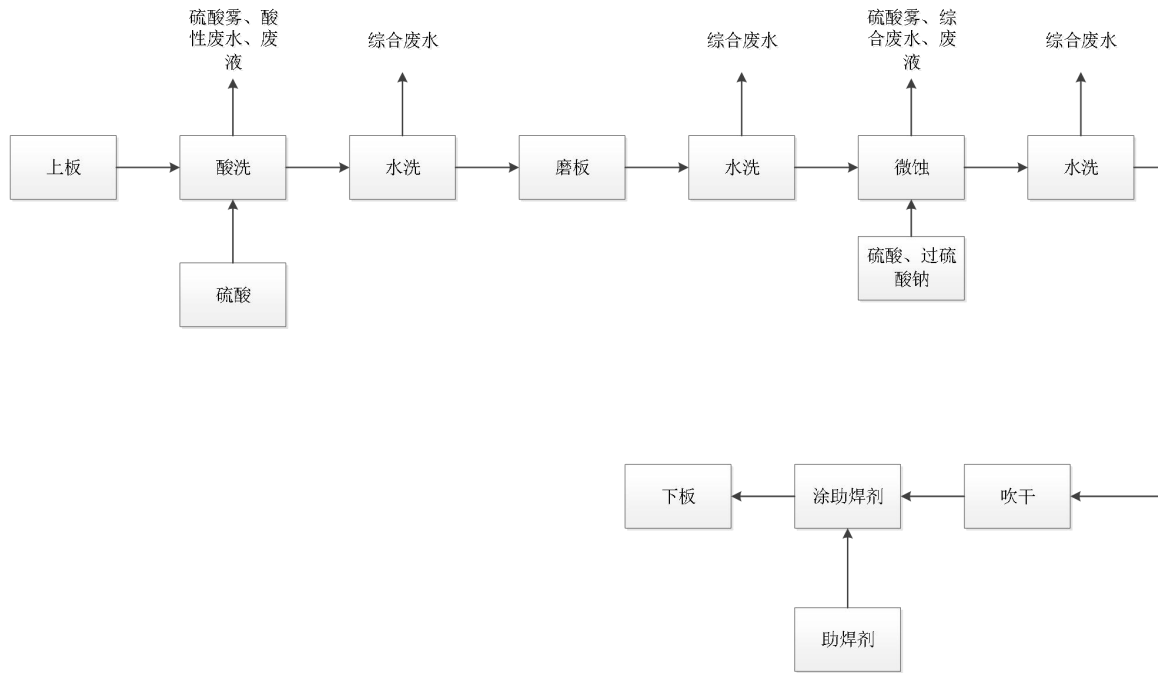 硫酸雾、酸
性废水、废
液
综合废水
综合废水
硫酸雾、综
合废水、废
液
综合废水
上板
酸洗
水洗
磨板
水洗
微蚀
水洗
硫酸
硫酸、过硫
酸钠
下板
涂助焊剂
吹干
助焊剂